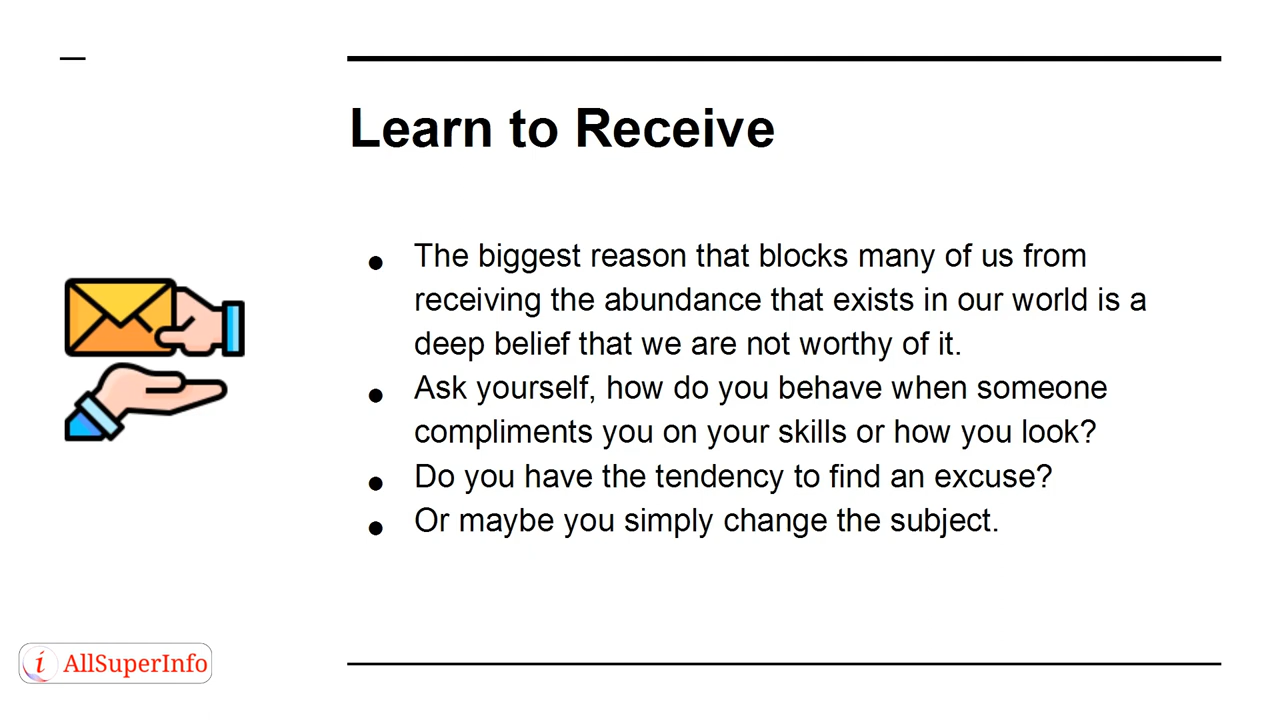 Learn to Receive
● The biggest reason that blocks many of us from
receiving the abundance that exists in our world is a
deep belief that we are not worthy of it.
● Ask yourself, how do you behave when someone
compliments you on your skills or how you look?
● Do you have the tendency to find an excuse?
● Or maybe you simply change the subject.
i AllSuperInfo